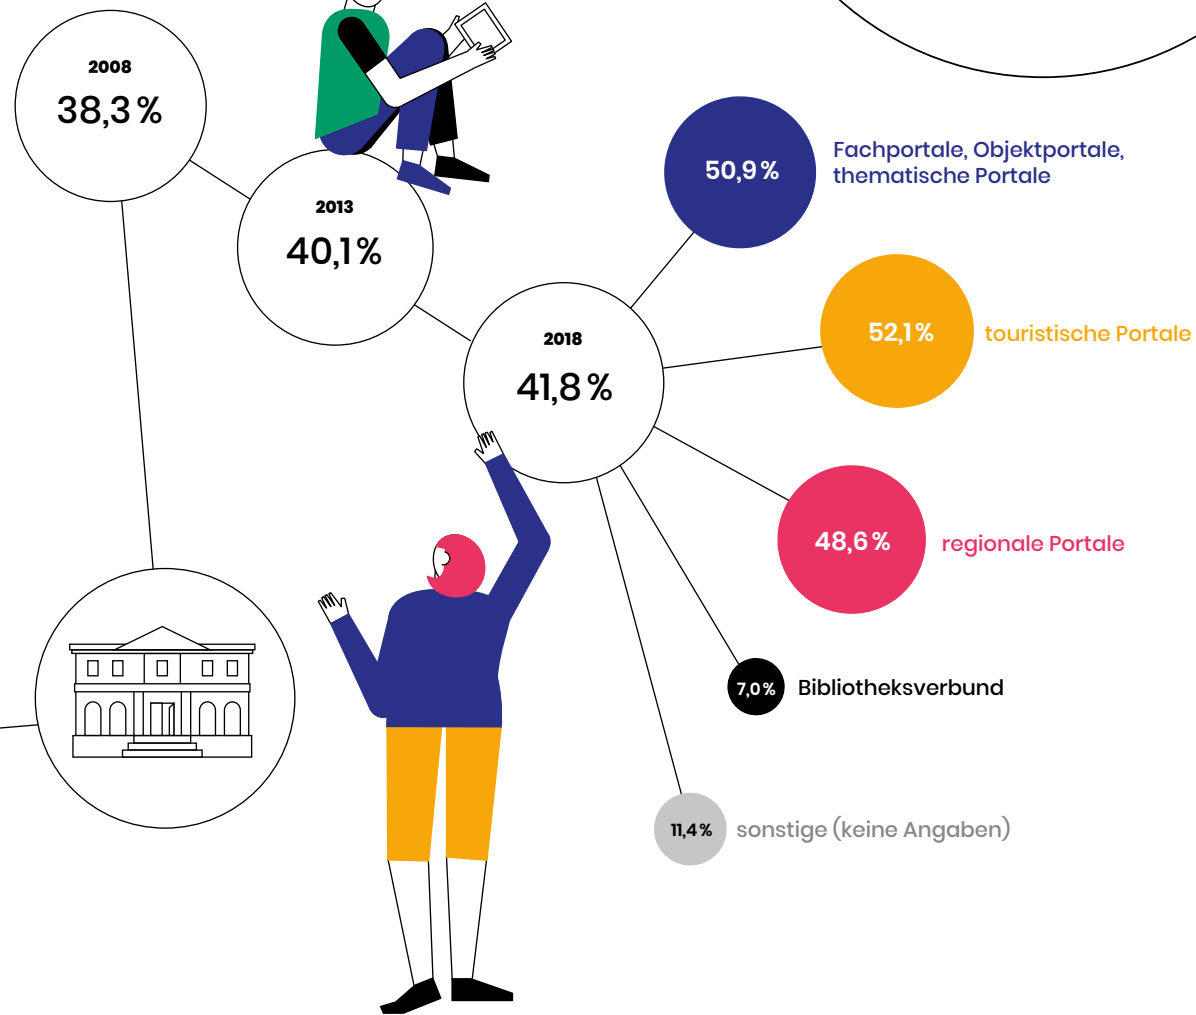 2008
38,3 %
2013
40,1 %
2018
41,8 %
50,9 %
Fachportale, Objektportale,
thematische Portale
52,1 %
touristische Portale
48,6 %
regionale Portale
7,0 %
Bibliotheksverbund
11,4 %
sonstige (keine Angaben)